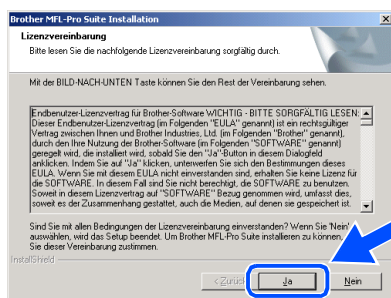 Brother MFL-Pro Suite Installation
Lizenzvereinbarung
Bitte lesen Sie die nachfolgende Lizenzvereinbarung sorgfältig durch.
Mit der BILD-NACH-UNTEN Taste können Sie den Rest der Vereinbarung sehen.
Endbenutzer-Lizenzvertrag für Brother-Software WICHTIG - BITTE SORGFÄLTIG LESEN:
Dieser Endbenutzer-Lizenzvertrag (im Folgenden "EULA" genannt) ist ein rechtsgültiger
Vertrag zwischen Ihnen und Brother Industries, Ltd. (im Folgenden "Brother" genannt),
durch den Ihre Nutzung der Brother-Software (im Folgenden "SOFTWARE" genannt)
geregelt wird, die installiert wird, sobald Sie den "Ja"-Button in diesem Dialogfeld
anklicken. Indem Sie auf "Ja" klicken, unterwerfen Sie sich den Bestimmungen dieses
EULA. Wenn Sie mit diesem EULA nicht einverstanden sind, erhalten Sie keine Lizenz für
die SOFTWARE. In diesem Fall sind Sie nicht berechtigt, die SOFTWARE zu benutzen.
Soweit in diesem Lizenzvertrag auf "SOFTWARE" Bezug genommen wird, umfasst dies,
soweit es der Zusammenhang gestattet, auch die Medien, auf denen sie gespeichert ist.
Sind Sie mit allen Bedingungen der Lizenzvereinbarung einverstanden? Wenn Sie 'Nein'
auswählen, wird das Setup beendet. Um Brother MFL-Pro Suite installieren zu können,
Sie dieser Vereinbarung zustimmen.
InstallShield
< Zurück
Ja
Nein